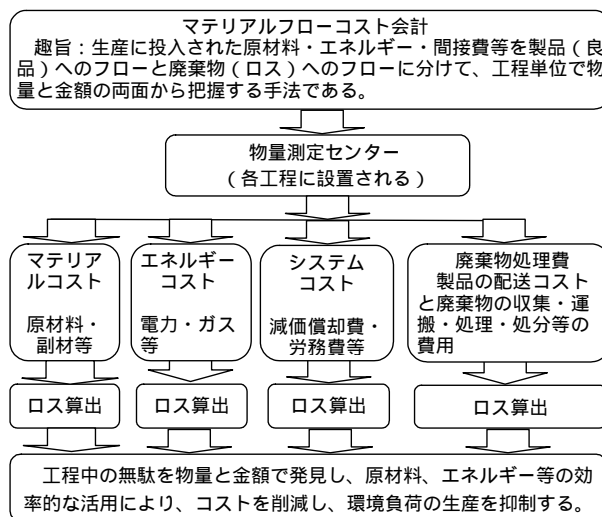 マテリアルフローコスト会計
趣旨：生産に投入された原材料・エネルギー・間接費等を製品（良
品）へのフローと廃棄物（ロス）へのフローに分けて、工程単位で物
量と金額の両面から把握する手法である。
物量測定センター
（各工程に設置される）
マテリア
ルコスト
原材料・
副材等
エネルギー
コスト
電力・ガス
等
システム
コスト
減価償却費・
労務費等
廃棄物処理費
製品の配送コスト
と廃棄物の収集・運
搬・処理・処分等の
費用
ロス算出
ロス算出
ロス算出
ロス算出
工程中の無駄を物量と金額で発見し、原材料、エネルギー等の効
率的な活用により、コストを削減し、環境負荷の生産を抑制する。